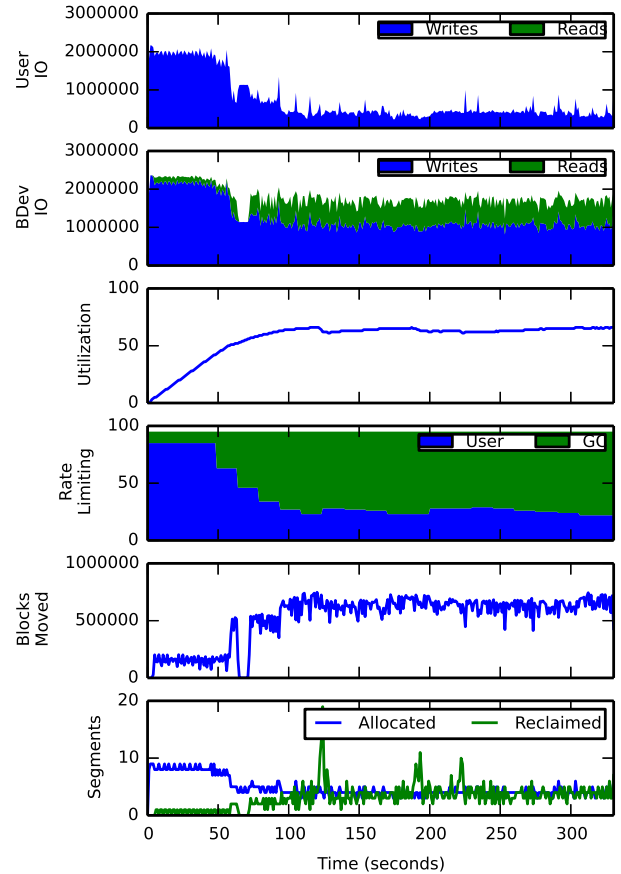 3000000
2000000
1000000
0
User
IO
Writes Reads
3000000
2000000
1000000
0
BDev
IO
Writes Reads
100
50
0
Utilization
100
50
0
Rate
Limiting
User GC
1000000
500000
0
Blocks
Moved
20
10
0
Segments
Allocated Reclaimed
0 50 100 150 200 250 300
Time (seconds)